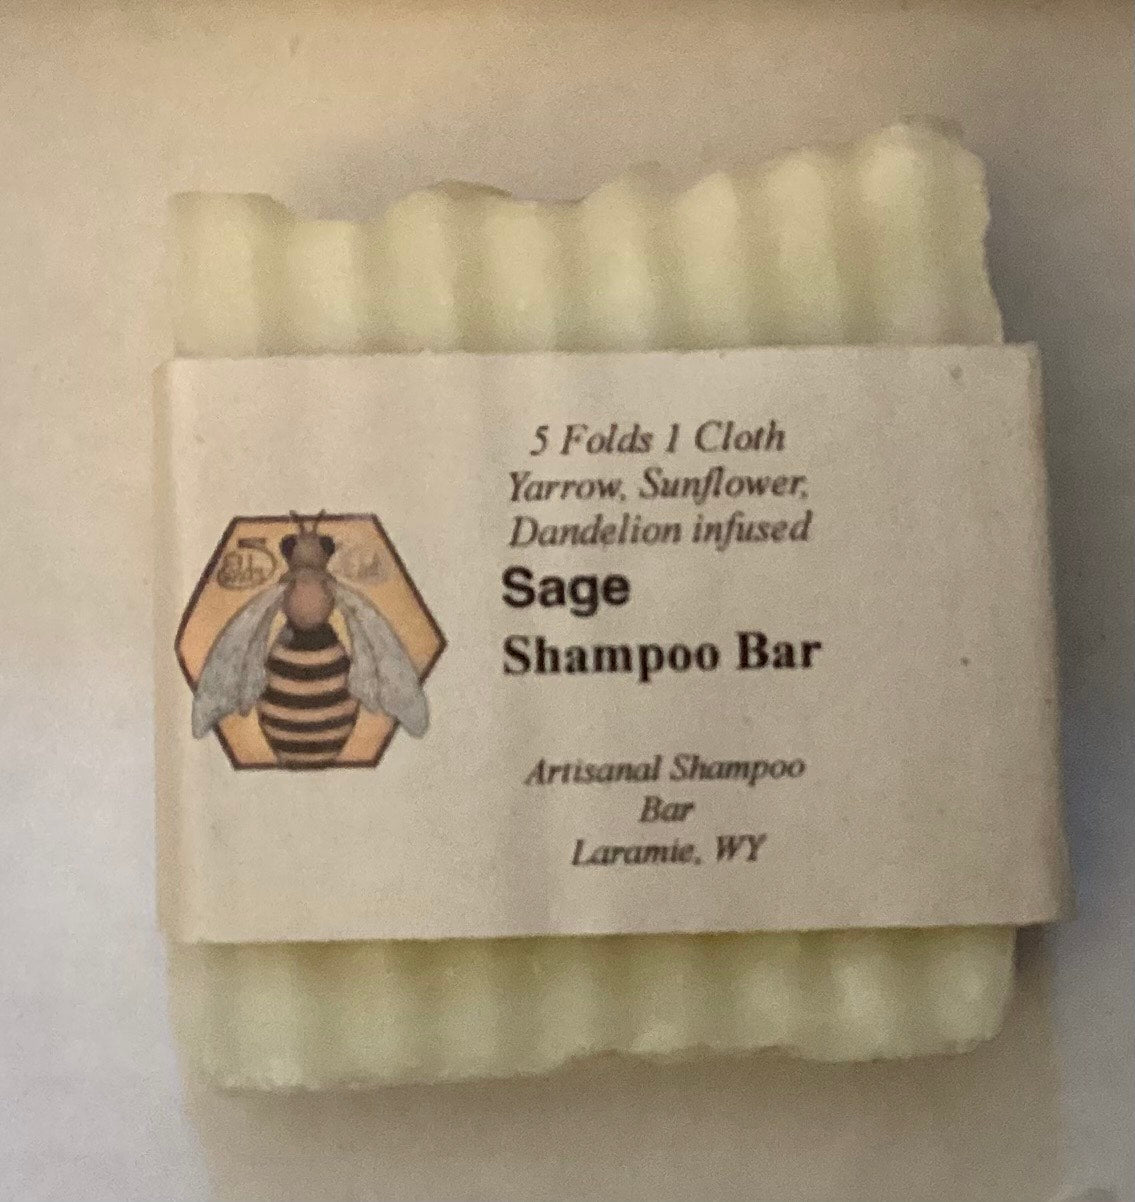 5 Folds 1 Cloth
Yarrow, Sunflower,
Dandelion infused
Sage
Shampoo Bar
Artisanal Shampoo
Bar
Laramie, WY